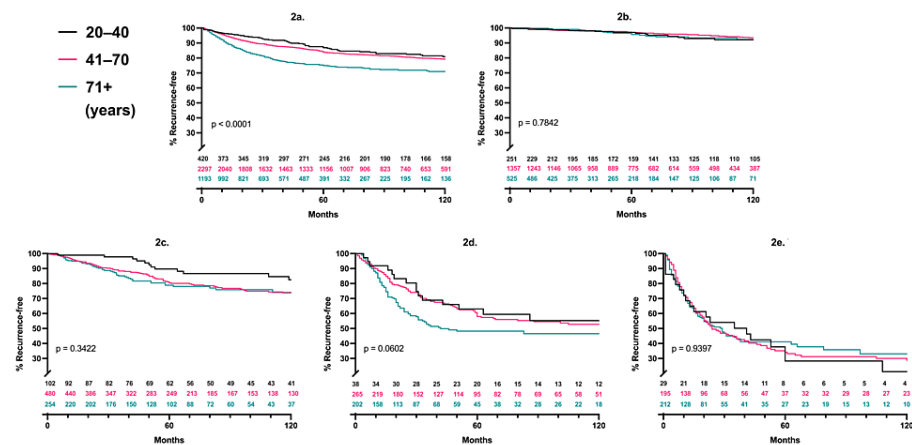 20–40
41–70
71+
(years)
2a.
100
90
80
70
60
50
40
30
% Recurrence-free
p < 0.0001
420 373 345 319 297 271 245 216 201 190 178 166 158
2297 2040 1808 1632 1463 1333 1156 1007 906 823 740 653 591
1193 992 821 693 571 487 391 332 267 225 195 162 136
0 60 120
Months
2b.
100
90
80
70
60
50
40
30
% Recurrence-free
p = 0.7842
251 229 212 195 185 172 159 141 133 125 118 110 105
1357 1243 1146 1065 958 889 775 682 614 559 498 434 387
525 486 425 375 313 265 218 184 147 125 106 87 71
0 60 120
Months
2c.
100
90
80
70
60
50
40
30
% Recurrence-free
p = 0.3422
102 92 87 82 76 69 62 56 50 49 45 43 41
480 440 386 347 322 283 249 213 185 167 153 138 130
254 220 202 176 150 128 102 88 72 60 54 43 37
0 60 120
Months
2d.
100
90
80
70
60
50
40
30
% Recurrence-free
p = 0.0602
38 34 30 28 25 23 20 16 15 14 13 12 12
265 219 180 152 127 114 95 82 78 69 65 58 51
202 158 113 87 68 59 45 38 32 28 26 22 18
0 60 120
Months
2e.
100
90
80
70
60
50
40
30
% Recurrence-free
p = 0.9397
29 21 18 15 14 11 8 6 6 5 5 4 4
195 138 96 68 56 47 37 32 32 29 28 27 23
212 128 81 55 41 35 27 23 19 15 13 12 10
0 60 120
Months